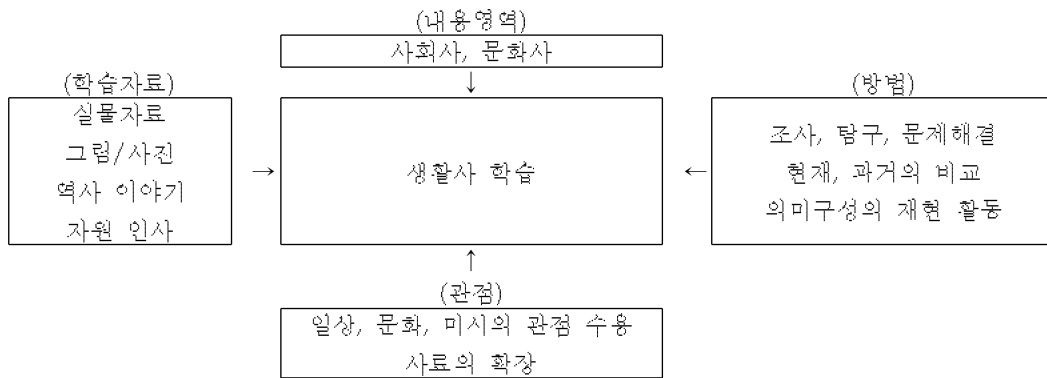 (내용영역)
사회사, 문화사
↓
(학습자료)
실물자료
그림/사진
역사 이야기
자원 인사
→
생활사 학습
←
(방법)
조사, 탐구, 문제해결
현재, 과거의 비교
의미구성의 재현 활동
↑
(관점)
일상, 문화, 미시의 관점 수용
사료의 확장